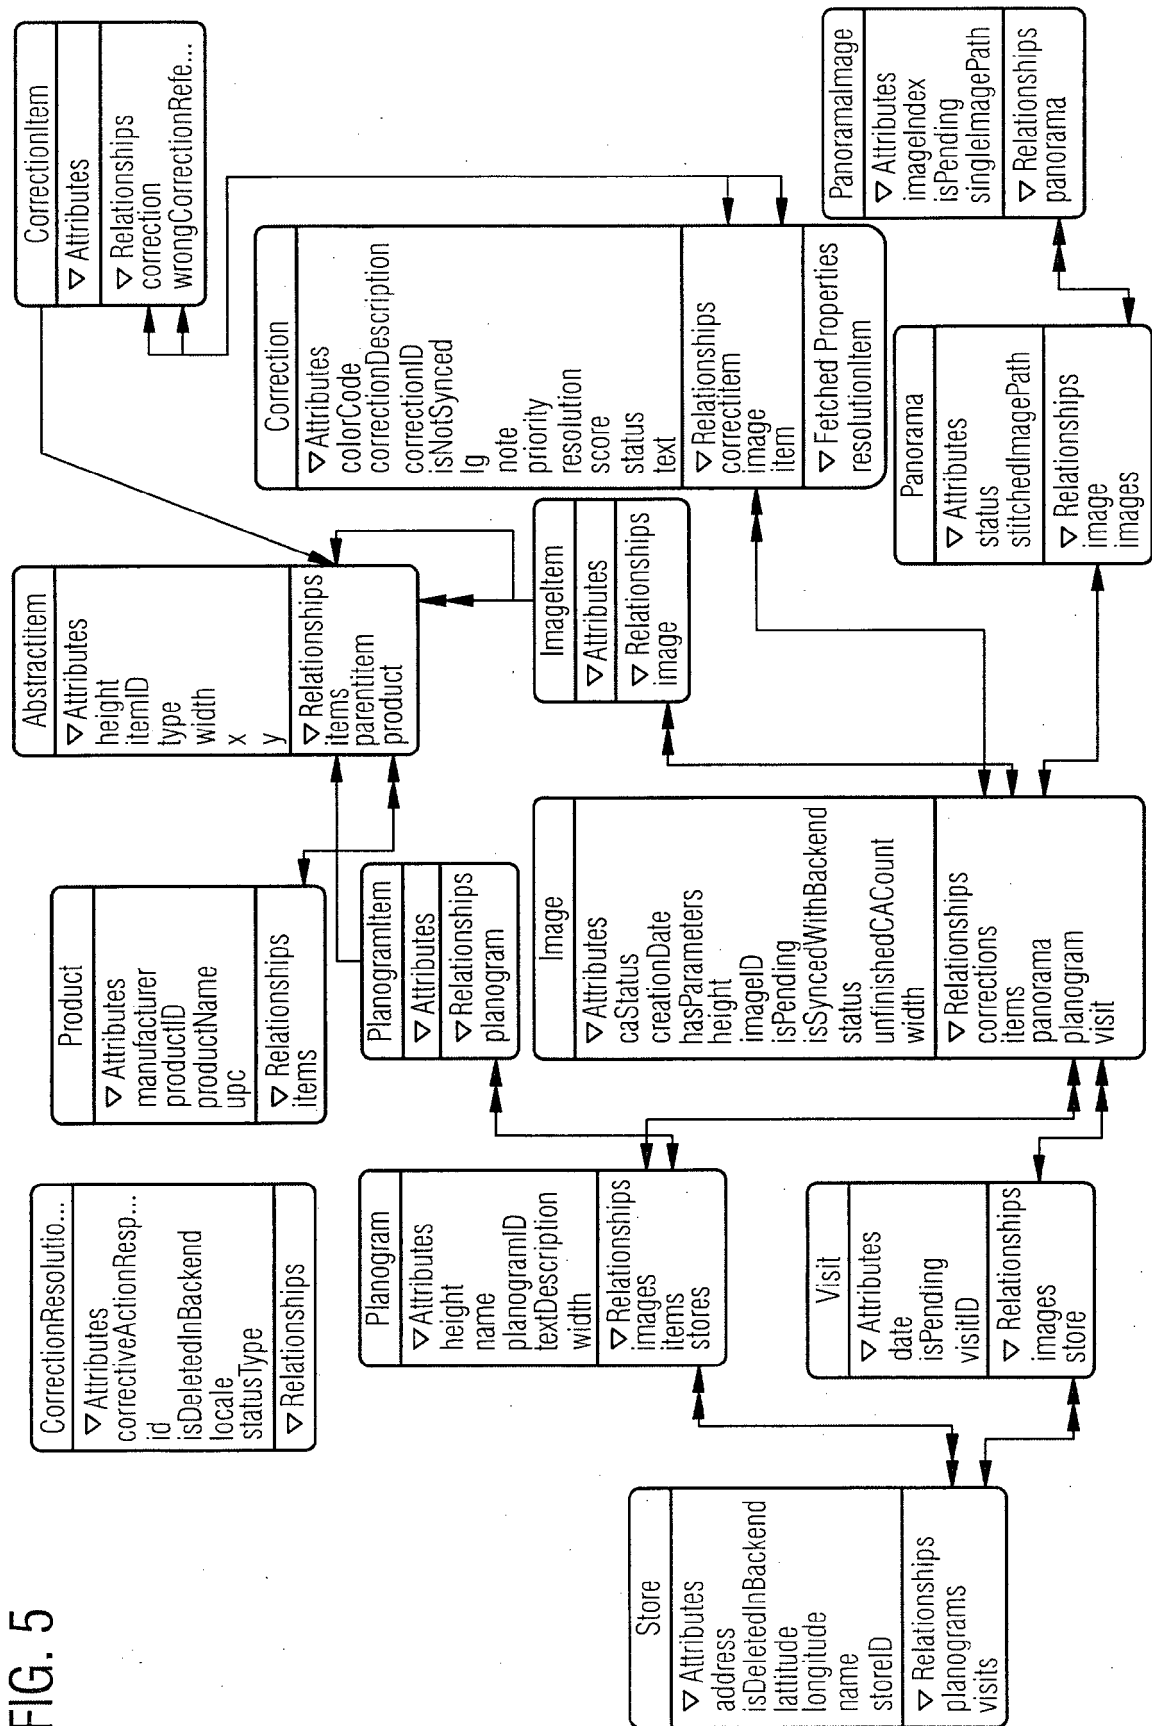 FIG. 5
CorrectionResolutio...
▽ Attributes
correctiveActionResp...
id
isDeletedInBackend
locale
statusType
▽ Relationships
Product
▽ Attributes
manufacturer
productID
productName
upc
▽ Relationships
items
Abstractitem
▽ Attributes
height
itemID
type
width
x
y
▽ Relationships
items
parentitem
product
CorrectionItem
▽ Attributes
▽ Relationships
correction
wrongCorrectionRefe...
Planogram
▽ Attributes
height
name
planogramID
textDescription
width
▽ Relationships
images
items
stores
PlanogramItem
▽ Attributes
▽ Relationships
planogram
ImageItem
▽ Attributes
▽ Relationships
image
Correction
▽ Attributes
colorCode
correctionDescription
correctionID
isNotSynced
lg
note
priority
resolution
score
status
text
▽ Relationships
correctitem
image
item
▽ Fetched Properties
resolutionItem
Store
▽ Attributes
address
isDeletedInBackend
lattitude
longitude
name
storeID
▽ Relationships
planograms
visits
Visit
▽ Attributes
date
isPending
visitID
▽ Relationships
images
store
Image
▽ Attributes
caStatus
creationDate
hasParameters
height
imageID
isPending
isSyncedWithBackend
status
unfinishedCACount
width
▽ Relationships
corrections
items
panorama
planogram
visit
Panorama
▽ Attributes
status
stitchedImagePath
▽ Relationships
image
images
PanoramaImage
▽ Attributes
imageIndex
isPending
singleImagePath
▽ Relationships
panorama